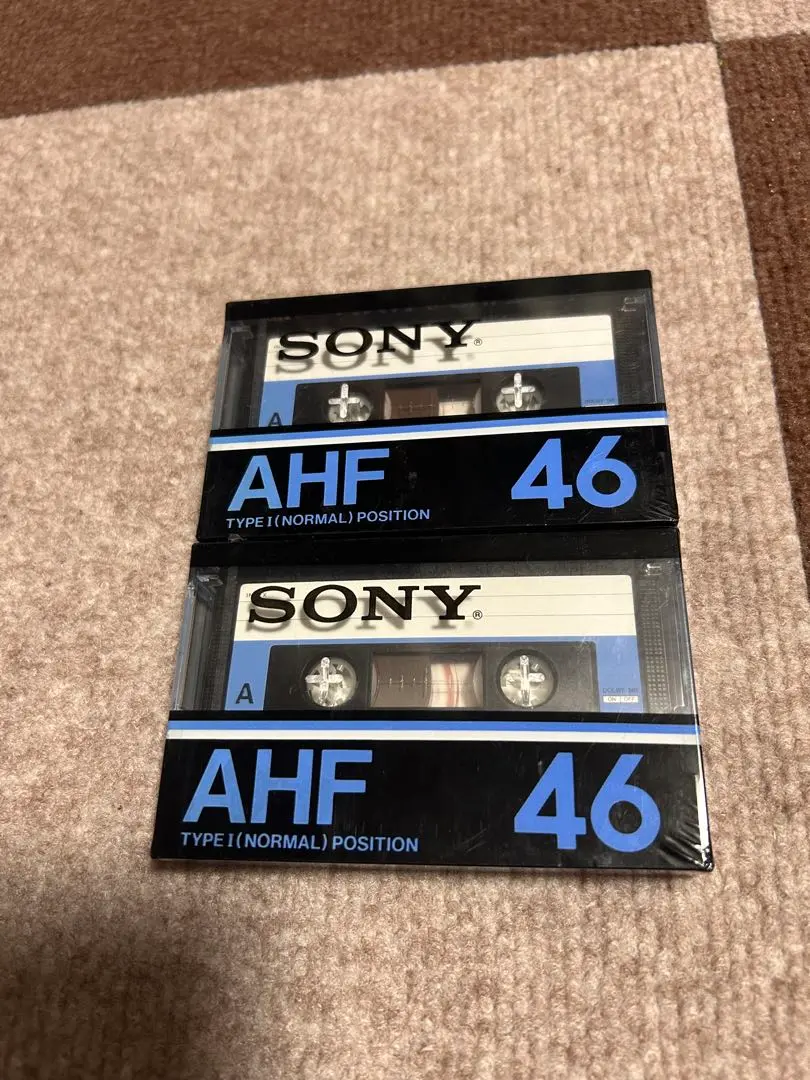 SONY®
A
AHF 46
TYPE I (NORMAL) POSITION
SONY®
A
DOLBY NR
ON OFF
AHF 46
TYPE I (NORMAL) POSITION